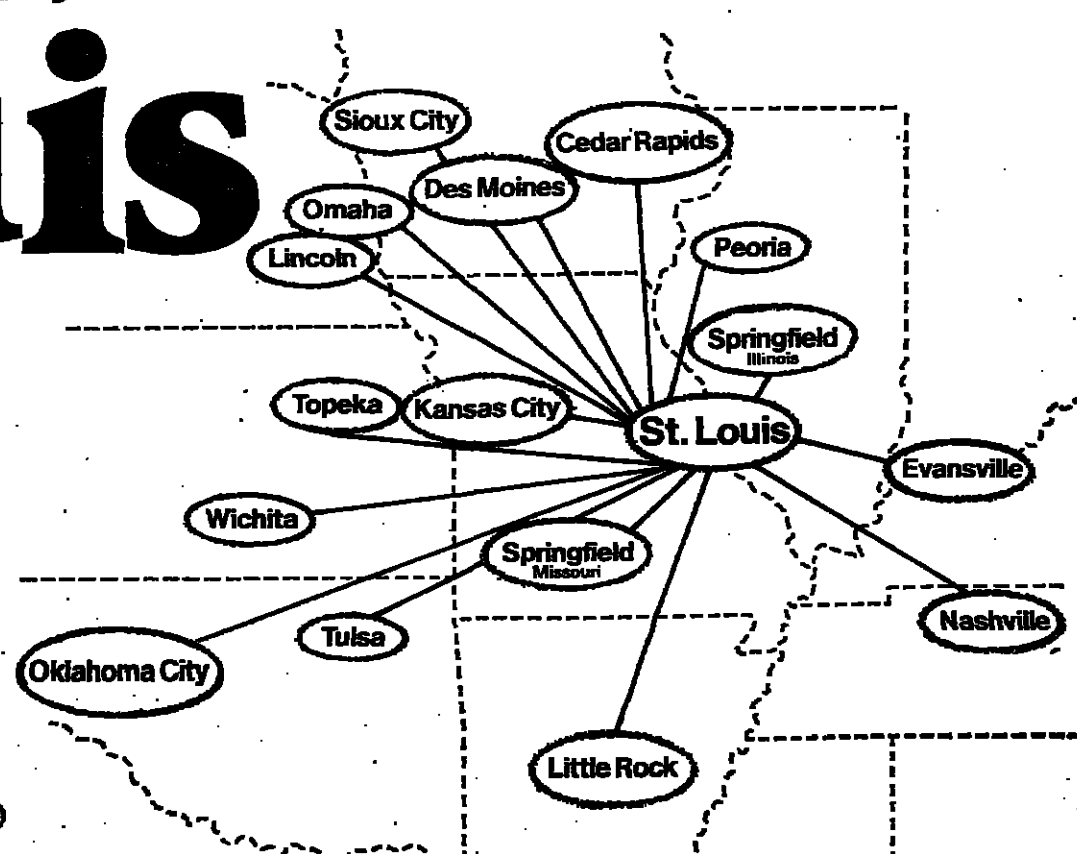 uis
Sioux City
Cedar Rapids
Des Moines
Omaha
Peoria
Lincoln
Springfield
Illinois
Topeka
Kansas City
St. Louis
Evansville
Wichita
Springfield
Missouri
Nashville
Tulsa
Oklahoma City
Little Rock